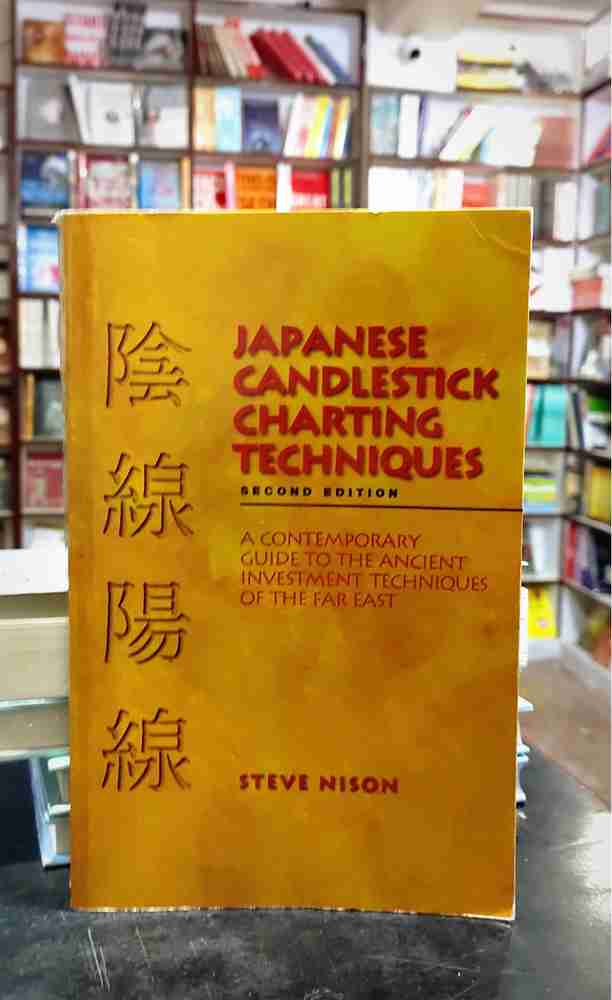 陰
線
陽
線
JAPANESE
CANDLESTICK
CHARTING
TECHNIQUES
SECOND EDITION
A CONTEMPORARY
GUIDE TO THE ANCIENT
INVESTMENT TECHNIQUES
OF THE FAR EAST
STEVE NISON